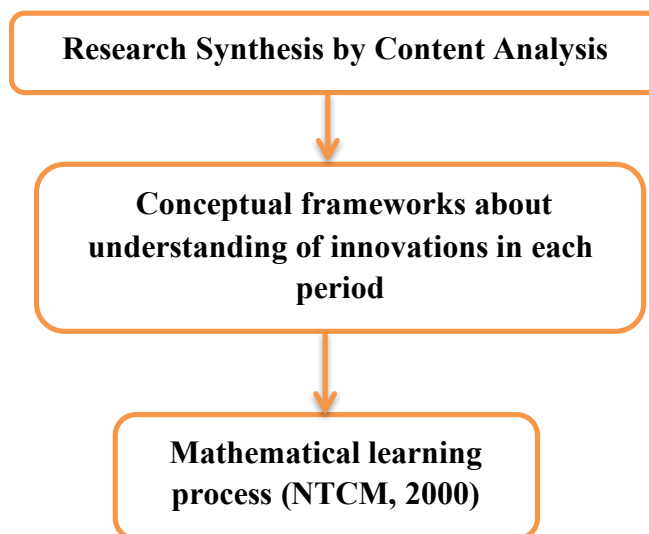 Research Synthesis by Content Analysis
Conceptual frameworks about
understanding of innovations in each
period
Mathematical learning
process (NTCM, 2000)